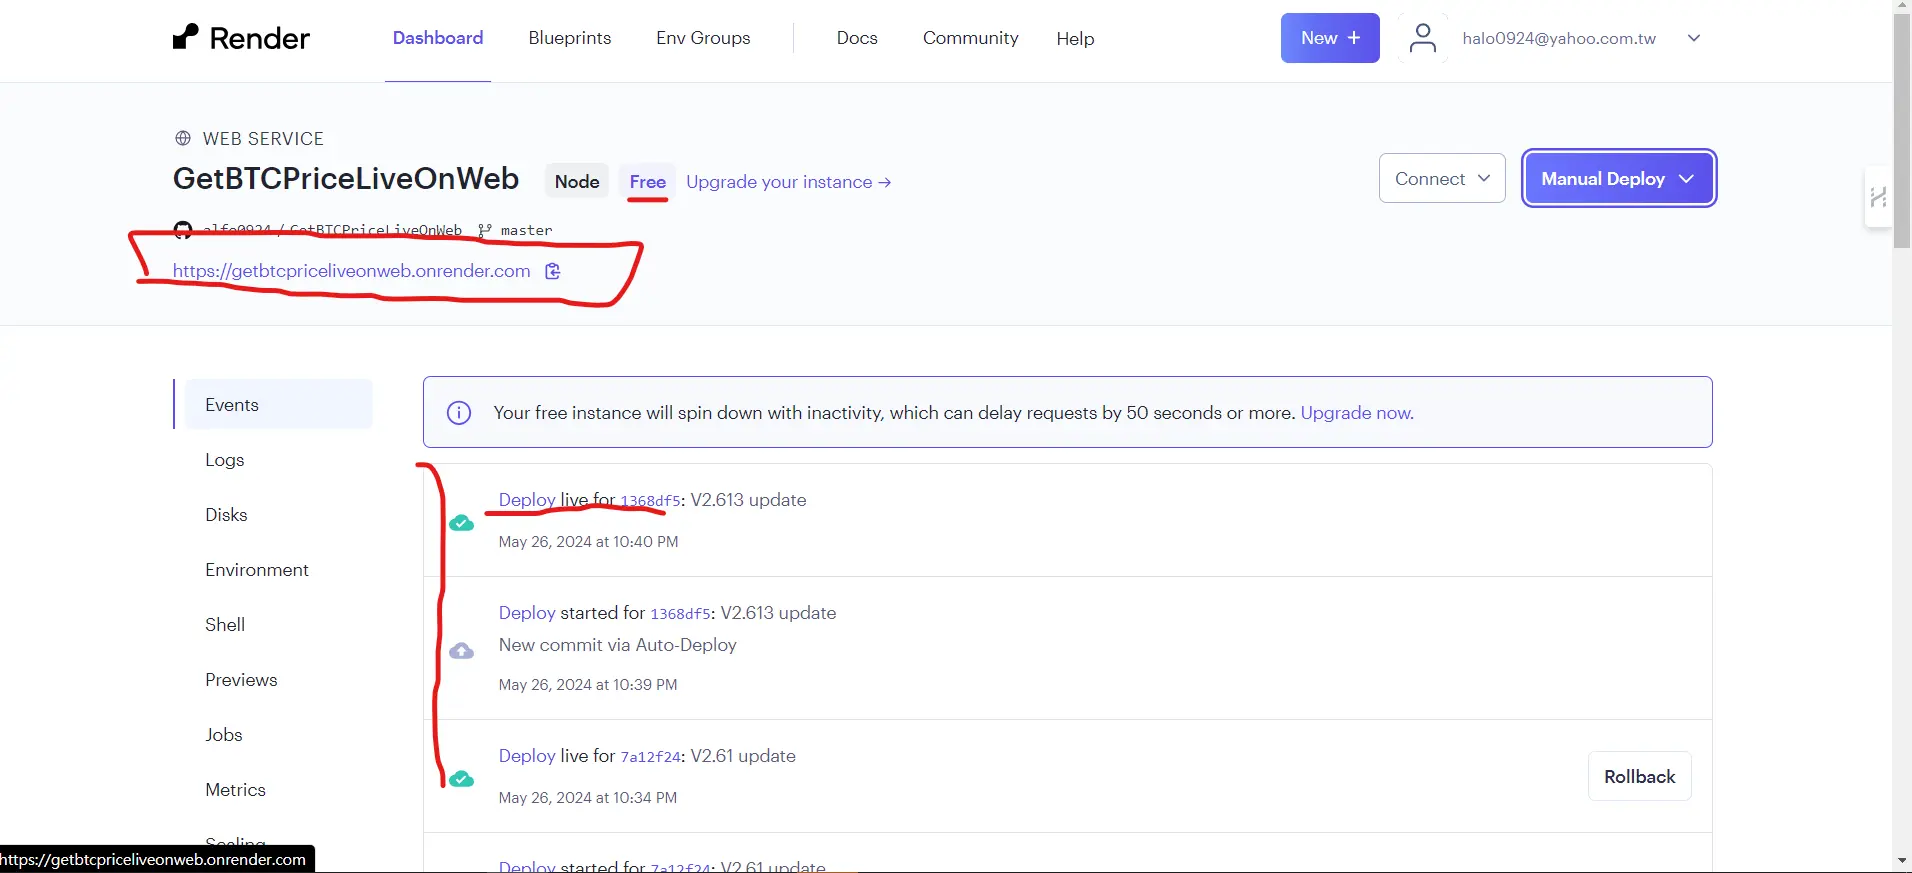 Render Dashboard Blueprints Env Groups Docs Community Help New + halo0924@yahoo.com.tw
WEB SERVICE
GetBTCPriceLiveOnWeb Node Free Upgrade your instance → Connect Manual Deploy
alfe0924 / GetBTCPriceLiveOnWeb master
https://getbtcpriceliveonweb.onrender.com
Events
Logs
Disks
Environment
Shell
Previews
Jobs
Metrics
Scaling
Your free instance will spin down with inactivity, which can delay requests by 50 seconds or more. Upgrade now.
Deploy live for 1368df5: V2.613 update
May 26, 2024 at 10:40 PM
Deploy started for 1368df5: V2.613 update
New commit via Auto-Deploy
May 26, 2024 at 10:39 PM
Deploy live for 7a12f24: V2.61 update
May 26, 2024 at 10:34 PM
Rollback
Deploy started for 7a12f24: V2.61 update
https://getbtcpriceliveonweb.onrender.com